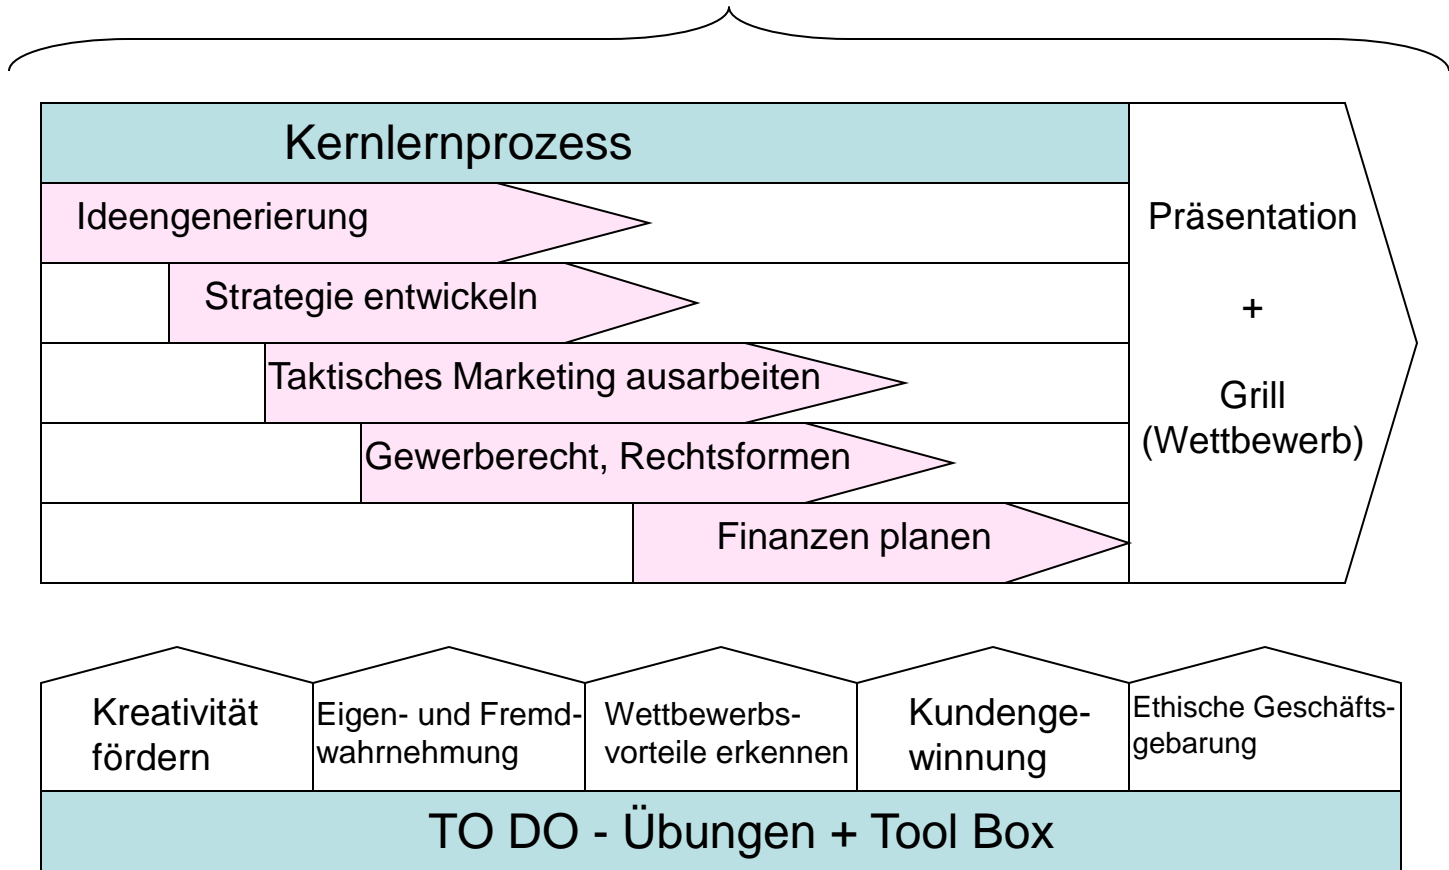 Kernlernprozess
Ideengenerierung
Strategie entwickeln
Taktisches Marketing ausarbeiten
Gewerberecht, Rechtsformen
Finanzen planen
Präsentation
+
Grill
(Wettbewerb)
Kreativität
fördern
Eigen- und Fremd-
wahrnehmung
Wettbewerbs-
vorteile erkennen
Kundenge-
winnung
Ethische Geschäfts-
gebarung
TO DO - Übungen + Tool Box